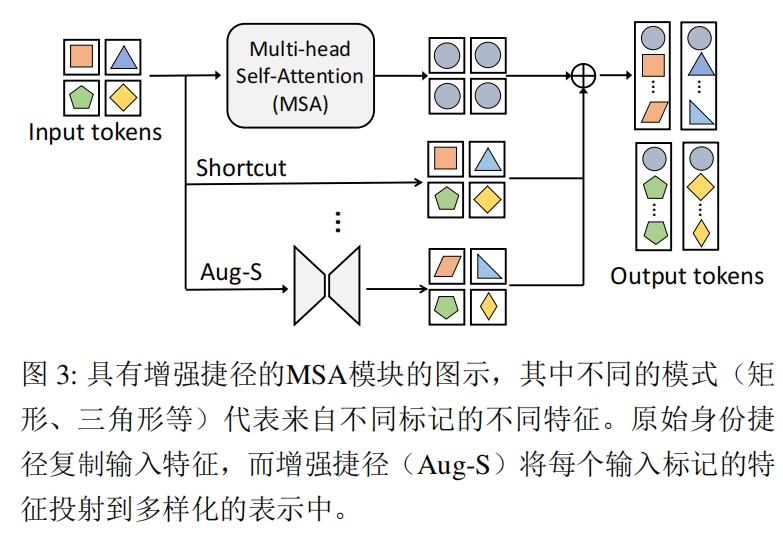 Multi-head
Self-Attention
(MSA)
Input tokens
Shortcut
Aug-S
Output tokens
图 3: 具有增强捷径的MSA模块的图示，其中不同的模式（矩
形、三角形等）代表来自不同标记的不同特征。原始身份捷
径复制输入特征，而增强捷径（Aug-S）将每个输入标记的特
征投射到多样化的表示中。